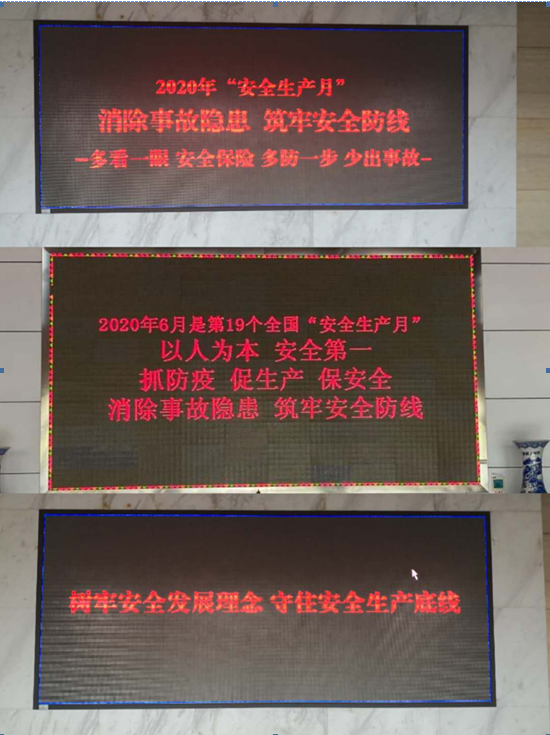 2020年“安全生产月”
消除事故隐患 筑牢安全防线
-多看一眼 安全保险 多防一步 少出事故-
2020年6月是第19个全国“安全生产月”
以人为本 安全第一
抓防疫 促生产 保安全
消除事故隐患 筑牢安全防线
树牢安全发展理念 守住安全生产底线